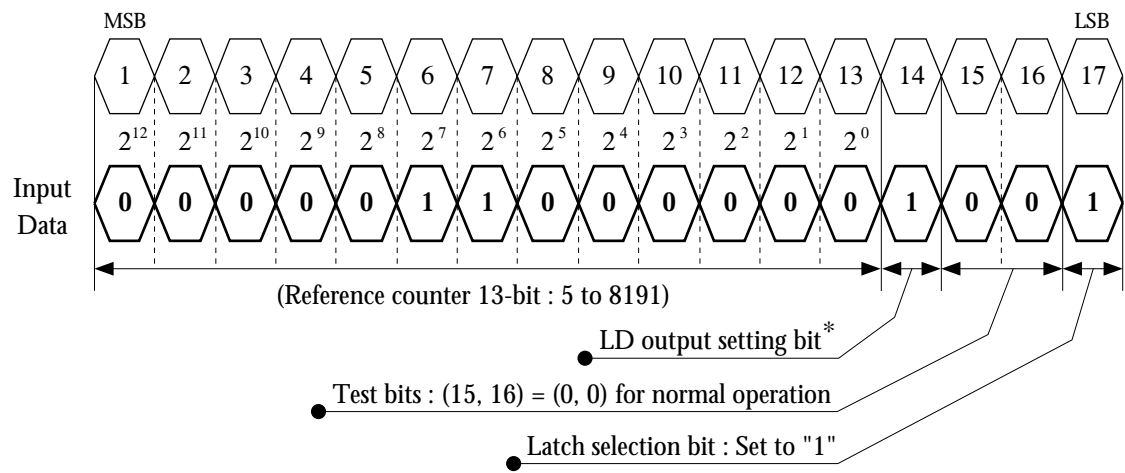 MSB LSB
1 2 3 4 5 6 7 8 9 10 11 12 13 14 15 16 17
2¹² 2¹¹ 2¹⁰ 2⁹ 2⁸ 2⁷ 2⁶ 2⁵ 2⁴ 2³ 2² 2¹ 2⁰
Input
Data
0 0 0 0 0 1 1 0 0 0 0 0 0 1 0 0 1
(Reference counter 13-bit : 5 to 8191)
LD output setting bit*
Test bits : (15, 16) = (0, 0) for normal operation
Latch selection bit : Set to "1"